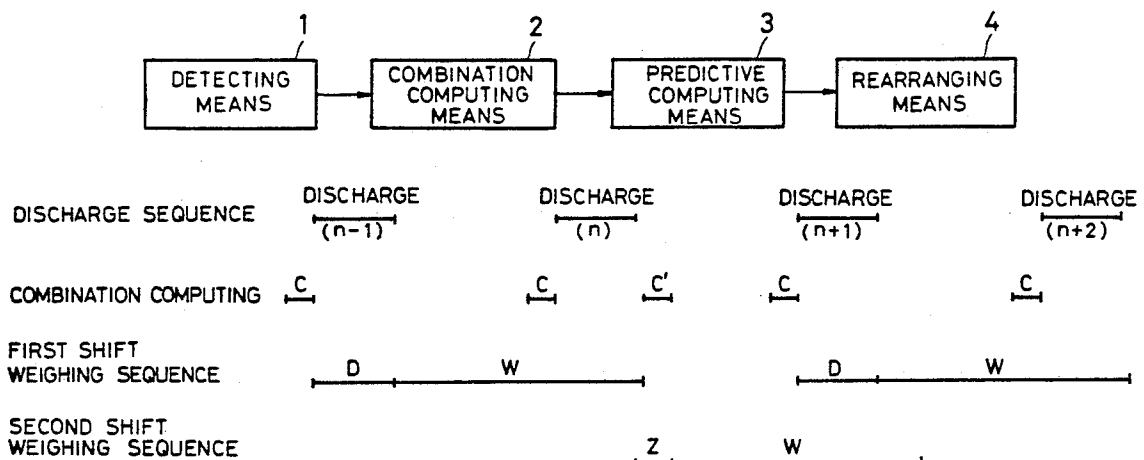 1 2 3 4
DETECTING MEANS
COMBINATION COMPUTING MEANS
PREDICTIVE COMPUTING MEANS
REARRANGING MEANS
DISCHARGE SEQUENCE
DISCHARGE (n-1)
DISCHARGE (n)
DISCHARGE (n+1)
DISCHARGE (n+2)
COMBINATION COMPUTING C C C' C C
FIRST SHIFT
WEIGHING SEQUENCE D W D W
SECOND SHIFT
WEIGHING SEQUENCE Z W